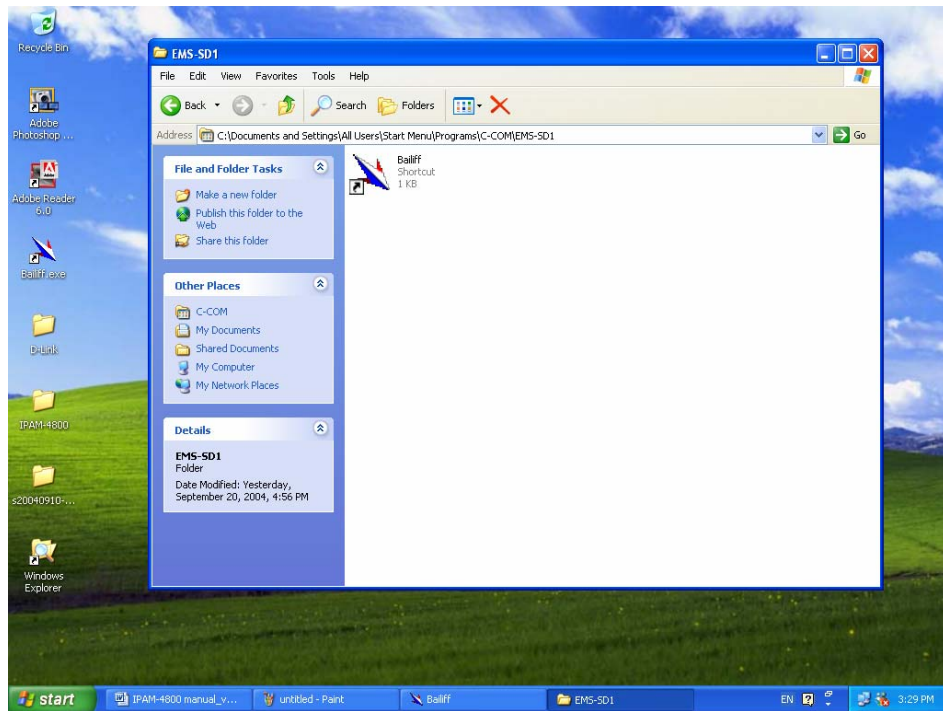 Recycle Bin
Adobe
Photoshop ...
Adobe Reader
6.0
Bailiff.exe
D-Link
IPAM-4800
s20040910-...
Windows
Explorer
EMS-SD1
File Edit View Favorites Tools Help
Back Search Folders
Address C:\Documents and Settings\All Users\Start Menu\Programs\C-COM\EMS-SD1 Go
File and Folder Tasks
Make a new folder
Publish this folder to the
Web
Share this folder
Other Places
C-COM
My Documents
Shared Documents
My Computer
My Network Places
Details
EMS-SD1
Folder
Date Modified: Yesterday,
September 20, 2004, 4:56 PM
Bailiff
Shortcut
1 KB
start IPAM-4800 manual_v... untitled - Paint Bailiff EMS-SD1 EN 3:29 PM